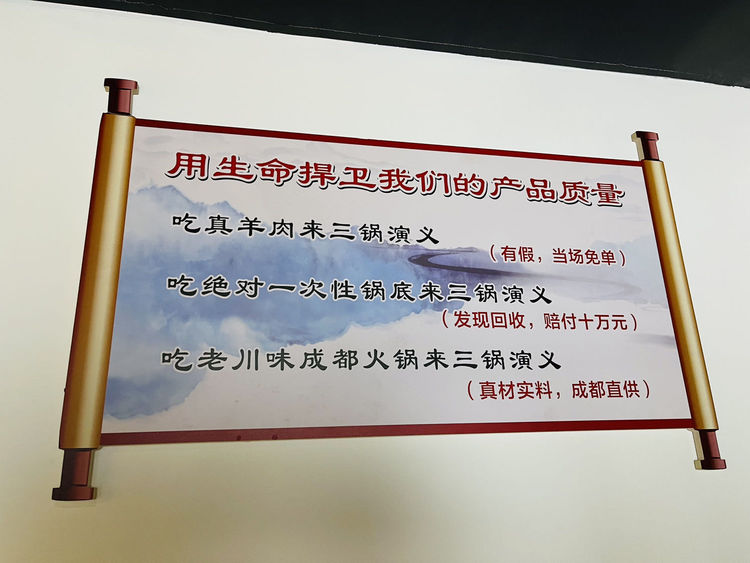 用生命捍卫我们的产品质量
吃真羊肉来三锅演义
（有假，当场免单）
吃绝对一次性锅底来三锅演义
（发现回收，赔付十万元）
吃老川味成都火锅来三锅演义
（真材实料，成都直供）